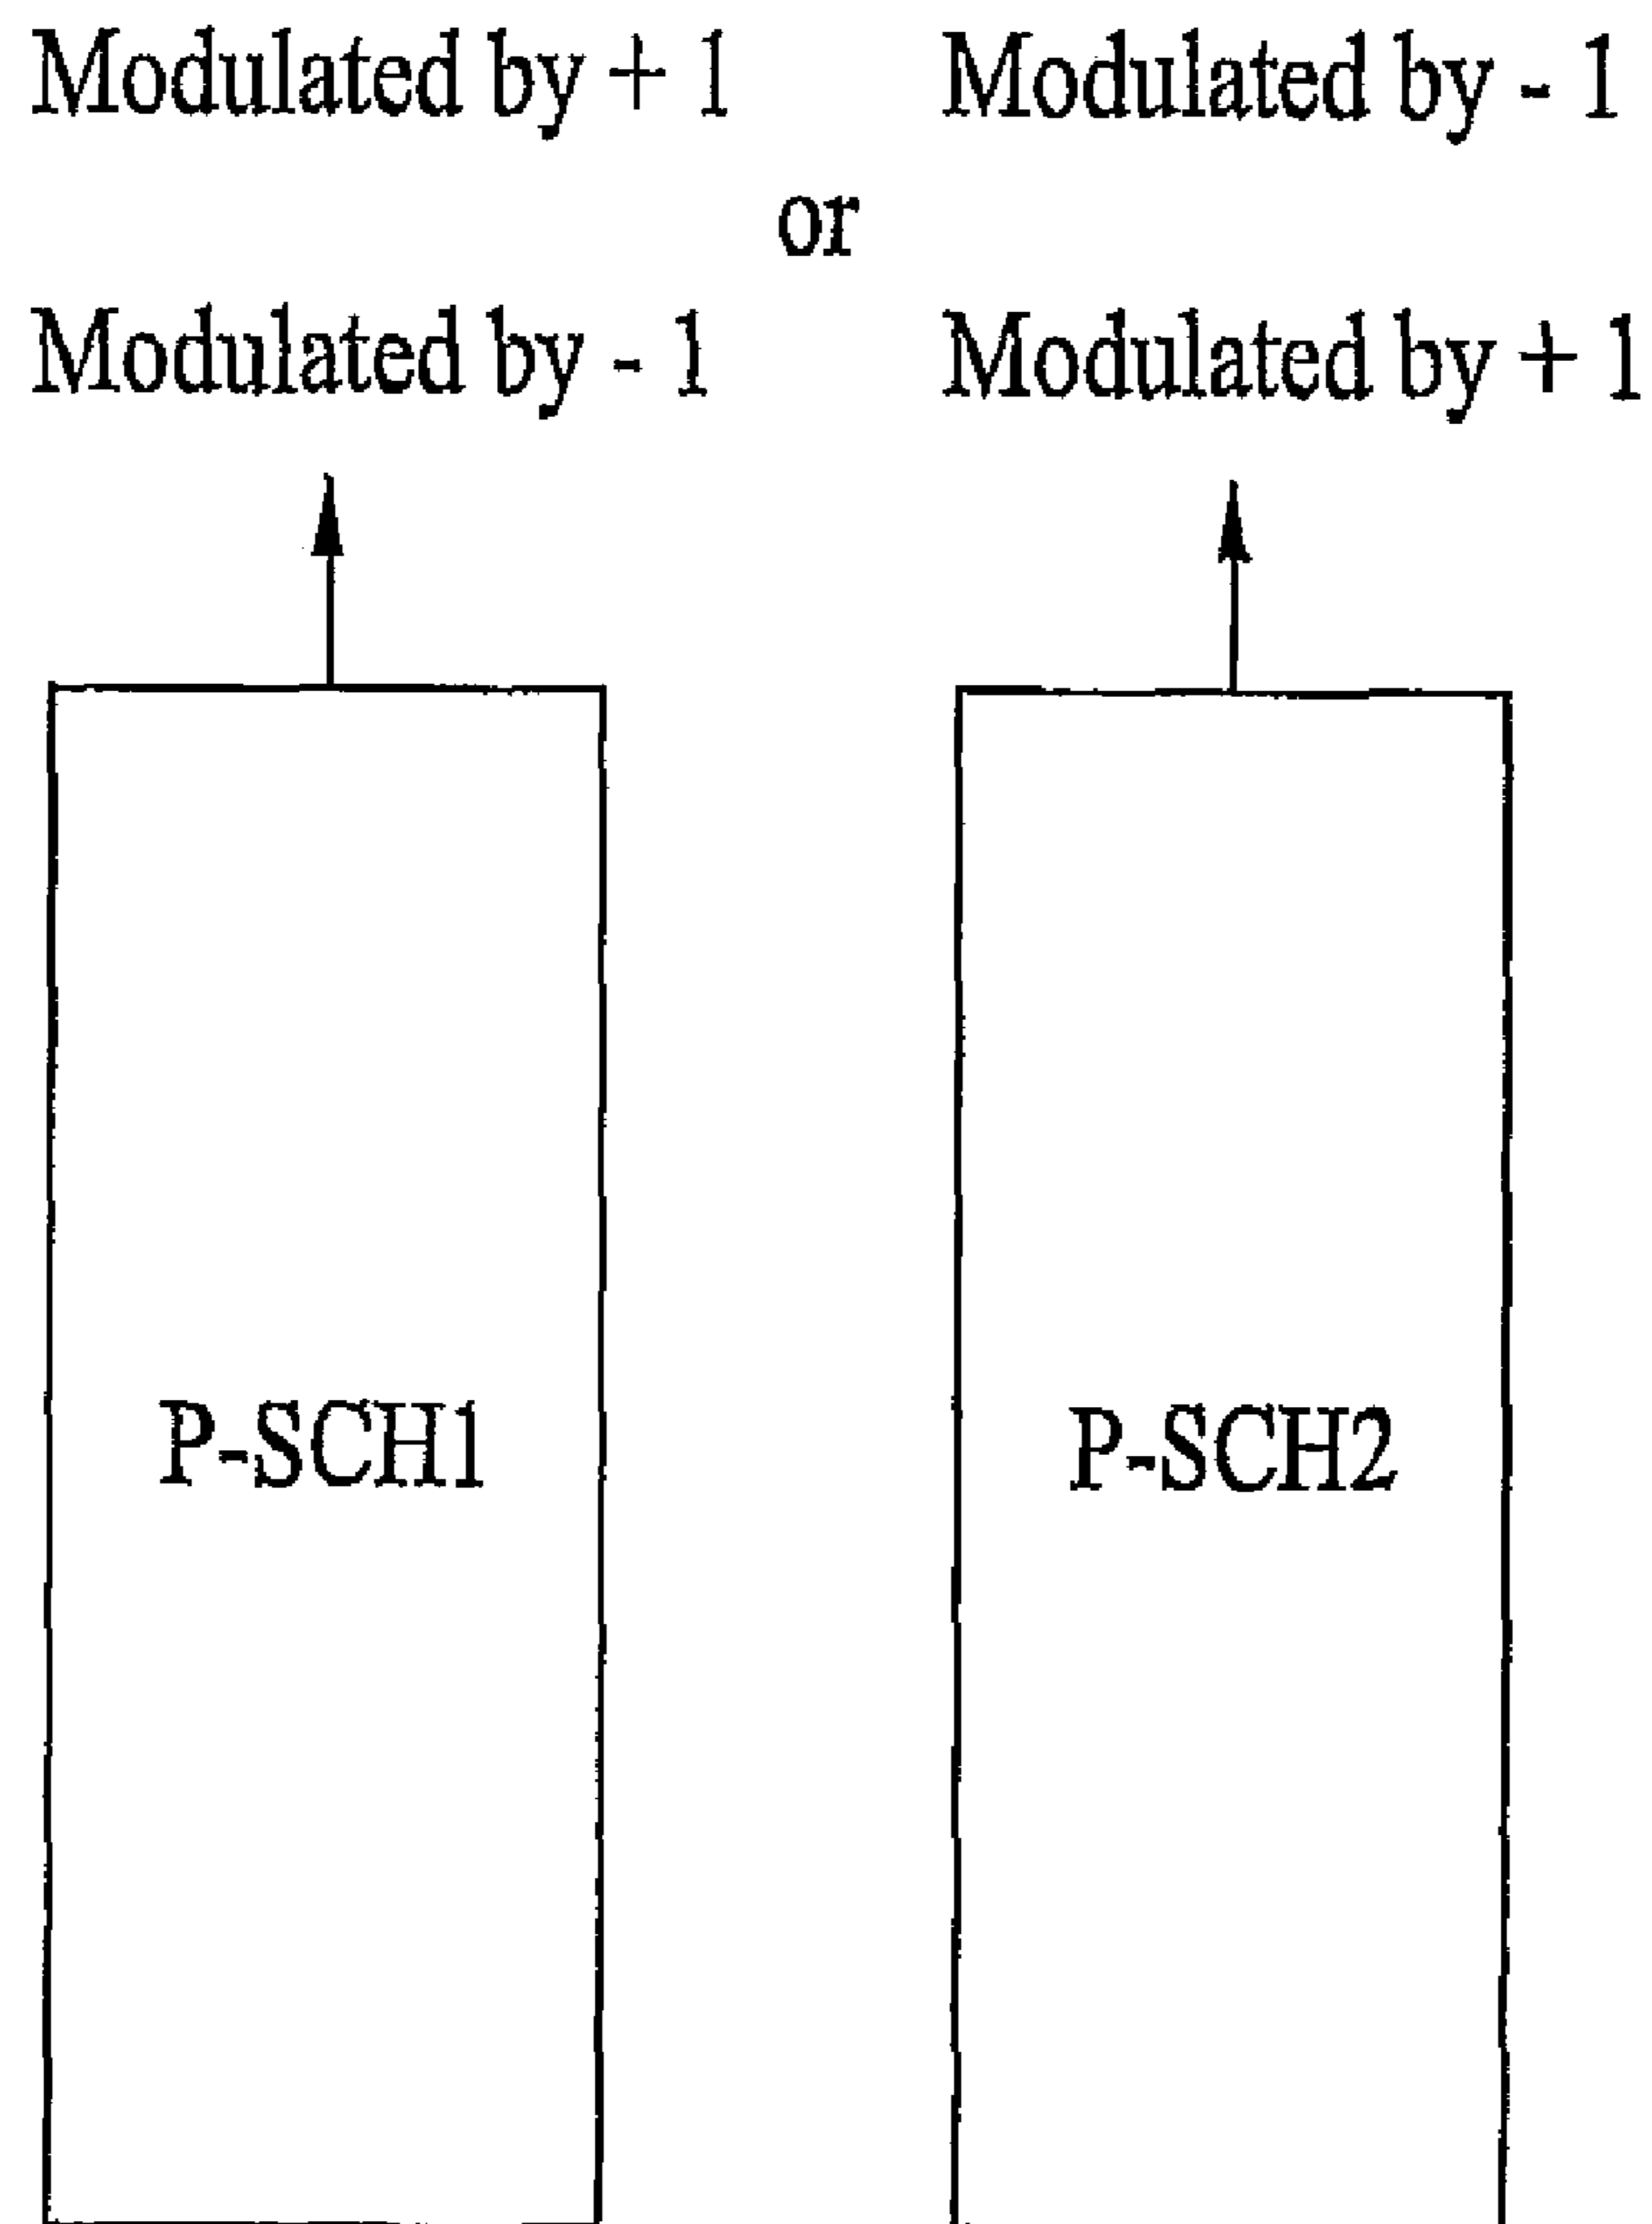 Modulated by + 1 Modulated by - 1
or
Modulated by - 1 Modulated by + 1
P-SCH1 P-SCH2